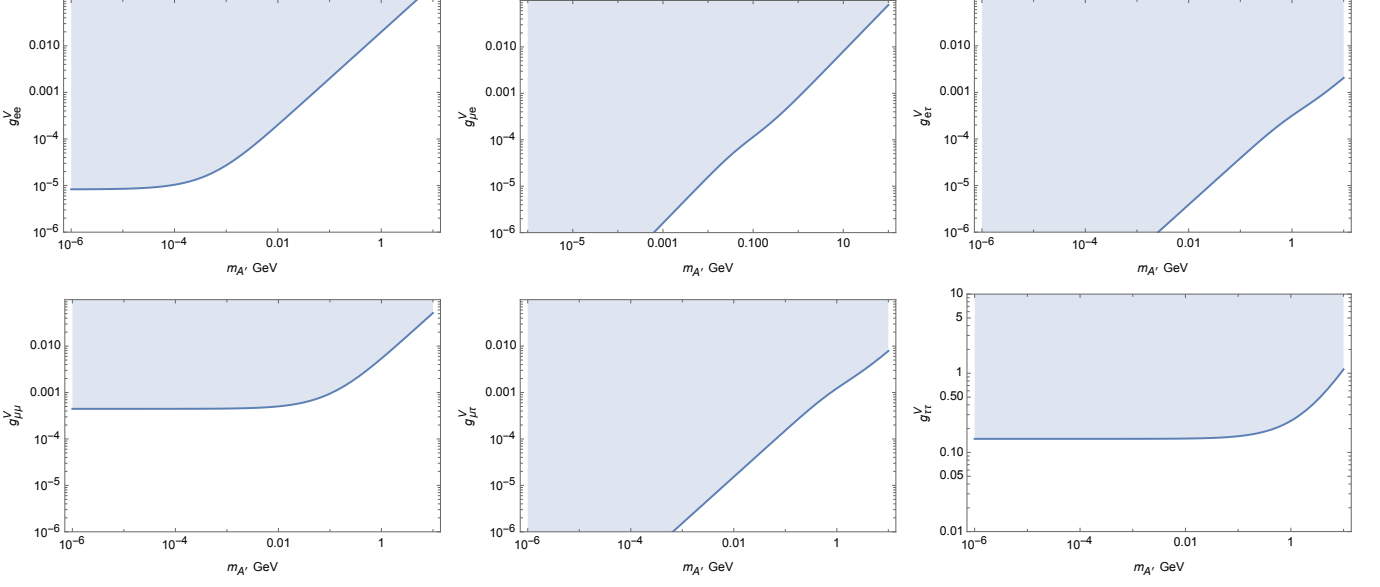 0.010
0.001
10⁻⁴
10⁻⁵
10⁻⁶
g^V_ee
10⁻⁶ 10⁻⁴ 0.01 1
m_A′ GeV
0.010
0.001
10⁻⁴
10⁻⁵
10⁻⁶
g^V_μe
10⁻⁵ 0.001 0.100 10
m_A′ GeV
0.010
0.001
10⁻⁴
10⁻⁵
10⁻⁶
g^V_eτ
10⁻⁶ 10⁻⁴ 0.01 1
m_A′ GeV
0.010
0.001
10⁻⁴
10⁻⁵
10⁻⁶
g^V_μμ
10⁻⁶ 10⁻⁴ 0.01 1
m_A′ GeV
0.010
0.001
10⁻⁴
10⁻⁵
10⁻⁶
g^V_μτ
10⁻⁶ 10⁻⁴ 0.01 1
m_A′ GeV
10
5
1
0.50
0.10
0.05
0.01
g^V_ττ
10⁻⁶ 10⁻⁴ 0.01 1
m_A′ GeV